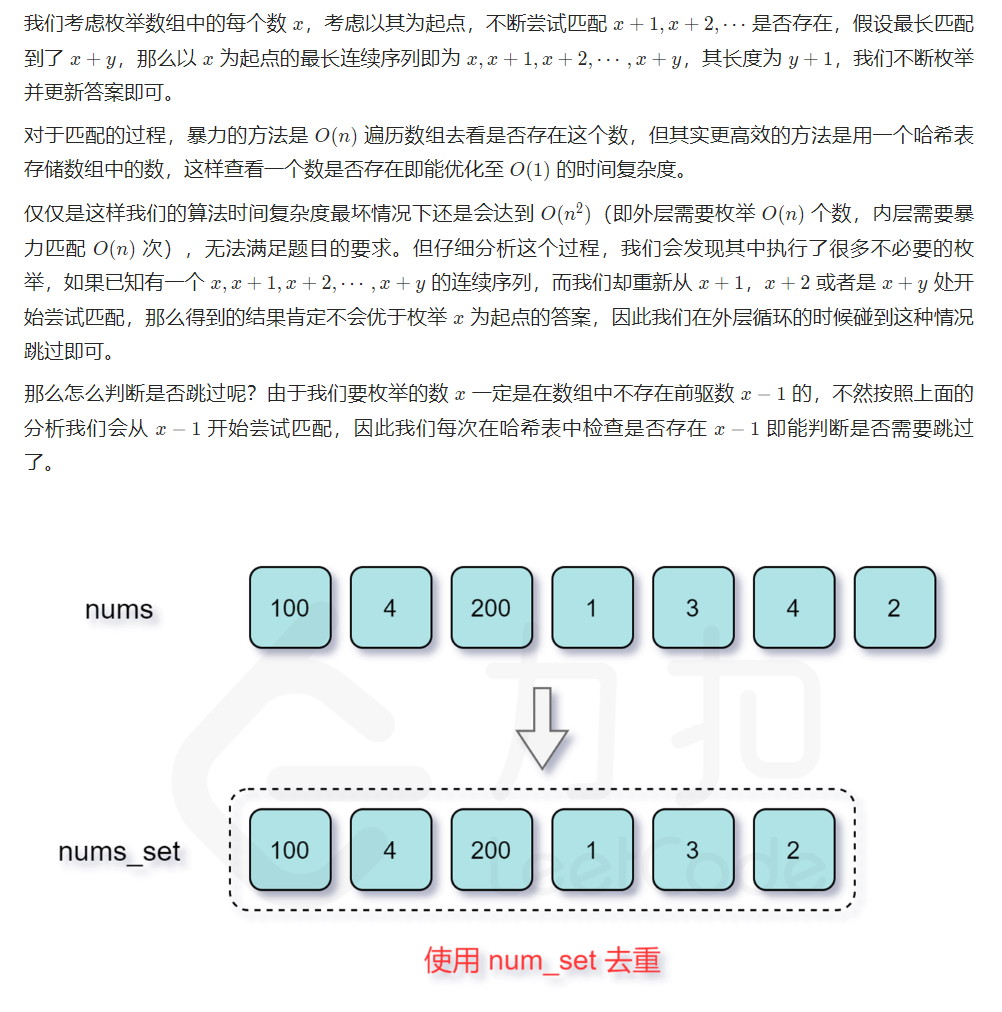 我们考虑枚举数组中的每个数 x，考虑以其为起点，不断尝试匹配 x + 1, x + 2, ⋯ 是否存在，假设最长匹配
到了 x + y，那么以 x 为起点的最长连续序列即为 x, x + 1, x + 2, ⋯ , x + y，其长度为 y + 1，我们不断枚举
并更新答案即可。
对于匹配的过程，暴力的方法是 O(n) 遍历数组去看是否存在这个数，但其实更高效的方法是用一个哈希表
存储数组中的数，这样查看一个数是否存在即能优化至 O(1) 的时间复杂度。
仅仅是这样我们的算法时间复杂度最坏情况下还是会达到 O(n²)（即外层需要枚举 O(n) 个数，内层需要暴
力匹配 O(n) 次），无法满足题目的要求。但仔细分析这个过程，我们会发现其中执行了很多不必要的枚
举，如果已知有一个 x, x + 1, x + 2, ⋯ , x + y 的连续序列，而我们却重新从 x + 1，x + 2 或者是 x + y 处开
始尝试匹配，那么得到的结果肯定不会优于枚举 x 为起点的答案，因此我们在外层循环的时候碰到这种情况
跳过即可。
那么怎么判断是否跳过呢？由于我们要枚举的数 x 一定是在数组中不存在前驱数 x − 1 的，不然按照上面的
分析我们会从 x − 1 开始尝试匹配，因此我们每次在哈希表中检查是否存在 x − 1 即能判断是否需要跳过
了。
nums 100 4 200 1 3 4 2
力扣
nums_set 100 4 200 1 3 2
LeetCode
使用 num_set 去重